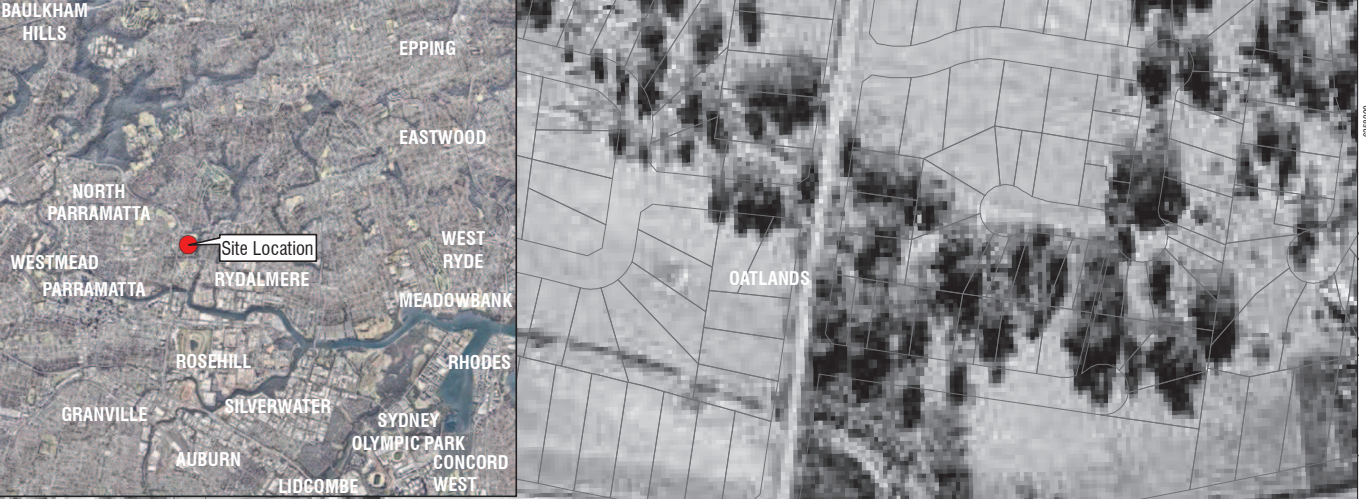 BAULKHAM
HILLS
EPPING
EASTWOOD
NORTH
PARRAMATTA
Site Location
WEST
RYDE
WESTMEAD
RYDALMERE
PARRAMATTA
MEADOWBANK
ROSEHILL
RHODES
SILVERWATER
GRANVILLE
SYDNEY
OLYMPIC PARK
AUBURN
CONCORD
WEST
LIDCOMBE
OATLANDS